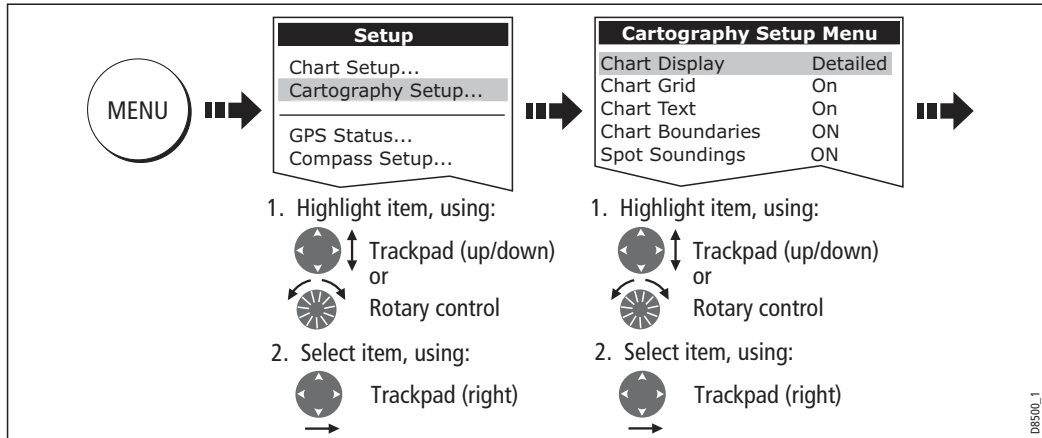 MENU
Setup
Chart Setup...
Cartography Setup...
GPS Status...
Compass Setup...
1. Highlight item, using:
Trackpad (up/down)
or
Rotary control
2. Select item, using:
Trackpad (right)
Cartography Setup Menu
Chart Display Detailed
Chart Grid On
Chart Text On
Chart Boundaries ON
Spot Soundings ON
1. Highlight item, using:
Trackpad (up/down)
or
Rotary control
2. Select item, using:
Trackpad (right)
D8500_1